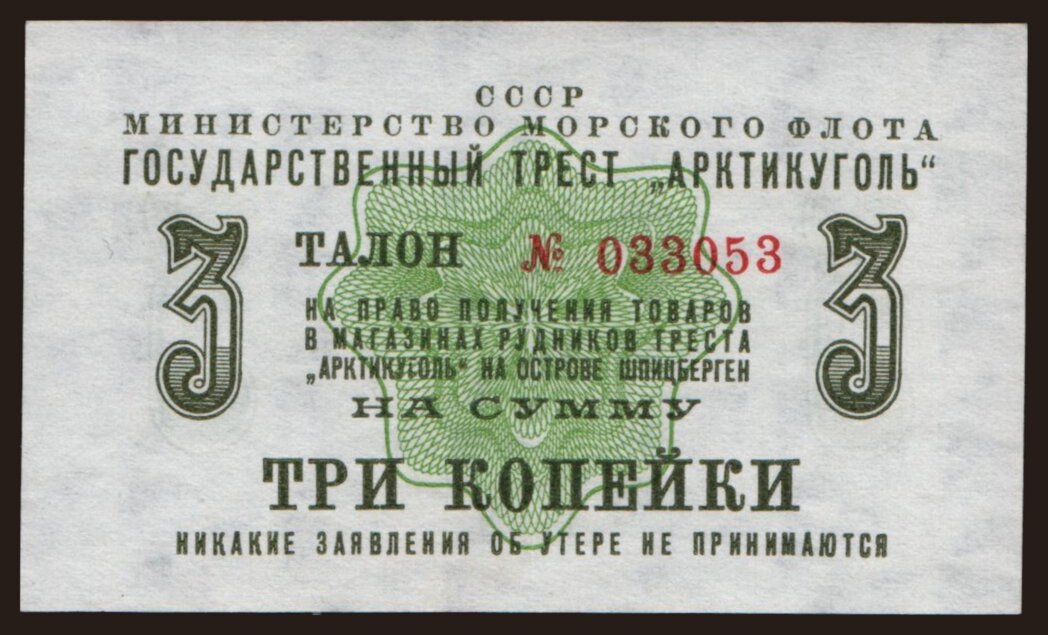 СССР
МИНИСТЕРСТВО МОРСКОГО ФЛОТА
ГОСУДАРСТВЕННЫЙ ТРЕСТ „АРКТИКУГОЛЬ“
3 ТАЛОН № 033053 3
НА ПРАВО ПОЛУЧЕНИЯ ТОВАРОВ
В МАГАЗИНАХ РУДНИКОВ ТРЕСТА
„АРКТИКУГОЛЬ“ НА ОСТРОВЕ ШПИЦБЕРГЕН
НА СУММУ
ТРИ КОПЕЙКИ
НИКАКИЕ ЗАЯВЛЕНИЯ ОБ УТЕРЕ НЕ ПРИНИМАЮТСЯ